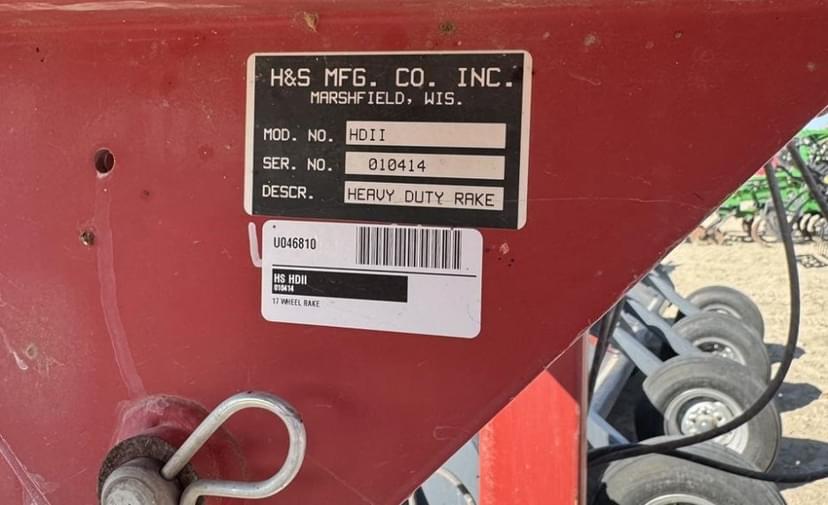 H&S MFG. CO. INC.
MARSHFIELD, WIS.
MOD. NO. HDII
SER. NO. 010414
DESCR. HEAVY DUTY RAKE
U046810
HS HDII
010414
17 WHEEL RAKE